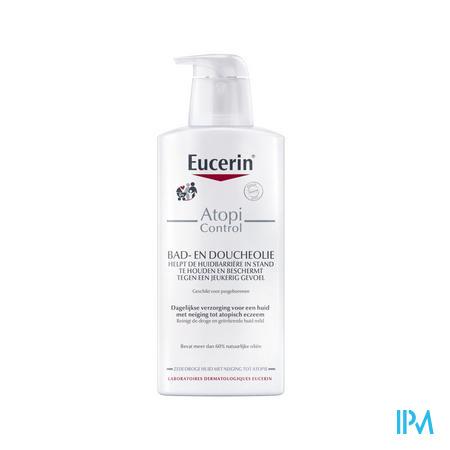 Eucerin®
Atopi
Control
BAD- EN DOUCHEOLIE
HELPT DE HUIDBARRIÈRE IN STAND
TE HOUDEN EN BESCHERMT
TEGEN EEN JEUKERIG GEVOEL
Geschikt voor pasgeborenen
Dagelijkse verzorging voor een huid
met neiging tot atopisch eczeem
Reinigt de droge en geïrriteerde huid mild
Bevat meer dan 60% natuurlijke oliën
ZEER DROGE HUID MET NEIGING TOT ATOPIE
LABORATOIRES DERMATOLOGIQUES EUCERIN
IPM